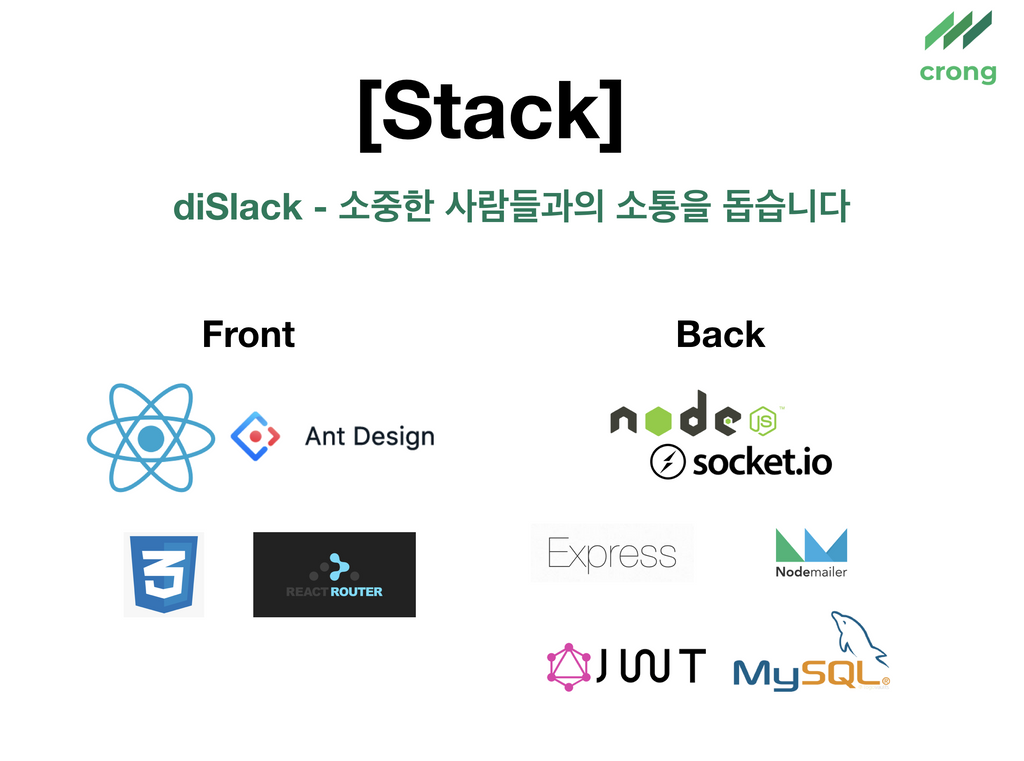 crong
[Stack]
diSlack - 소중한 사람들과의 소통을 돕습니다
Front
Back
Ant Design
node JS ™
socket.io
3
REACT ROUTER
Express
Nodemailer
JWT
MySQL®